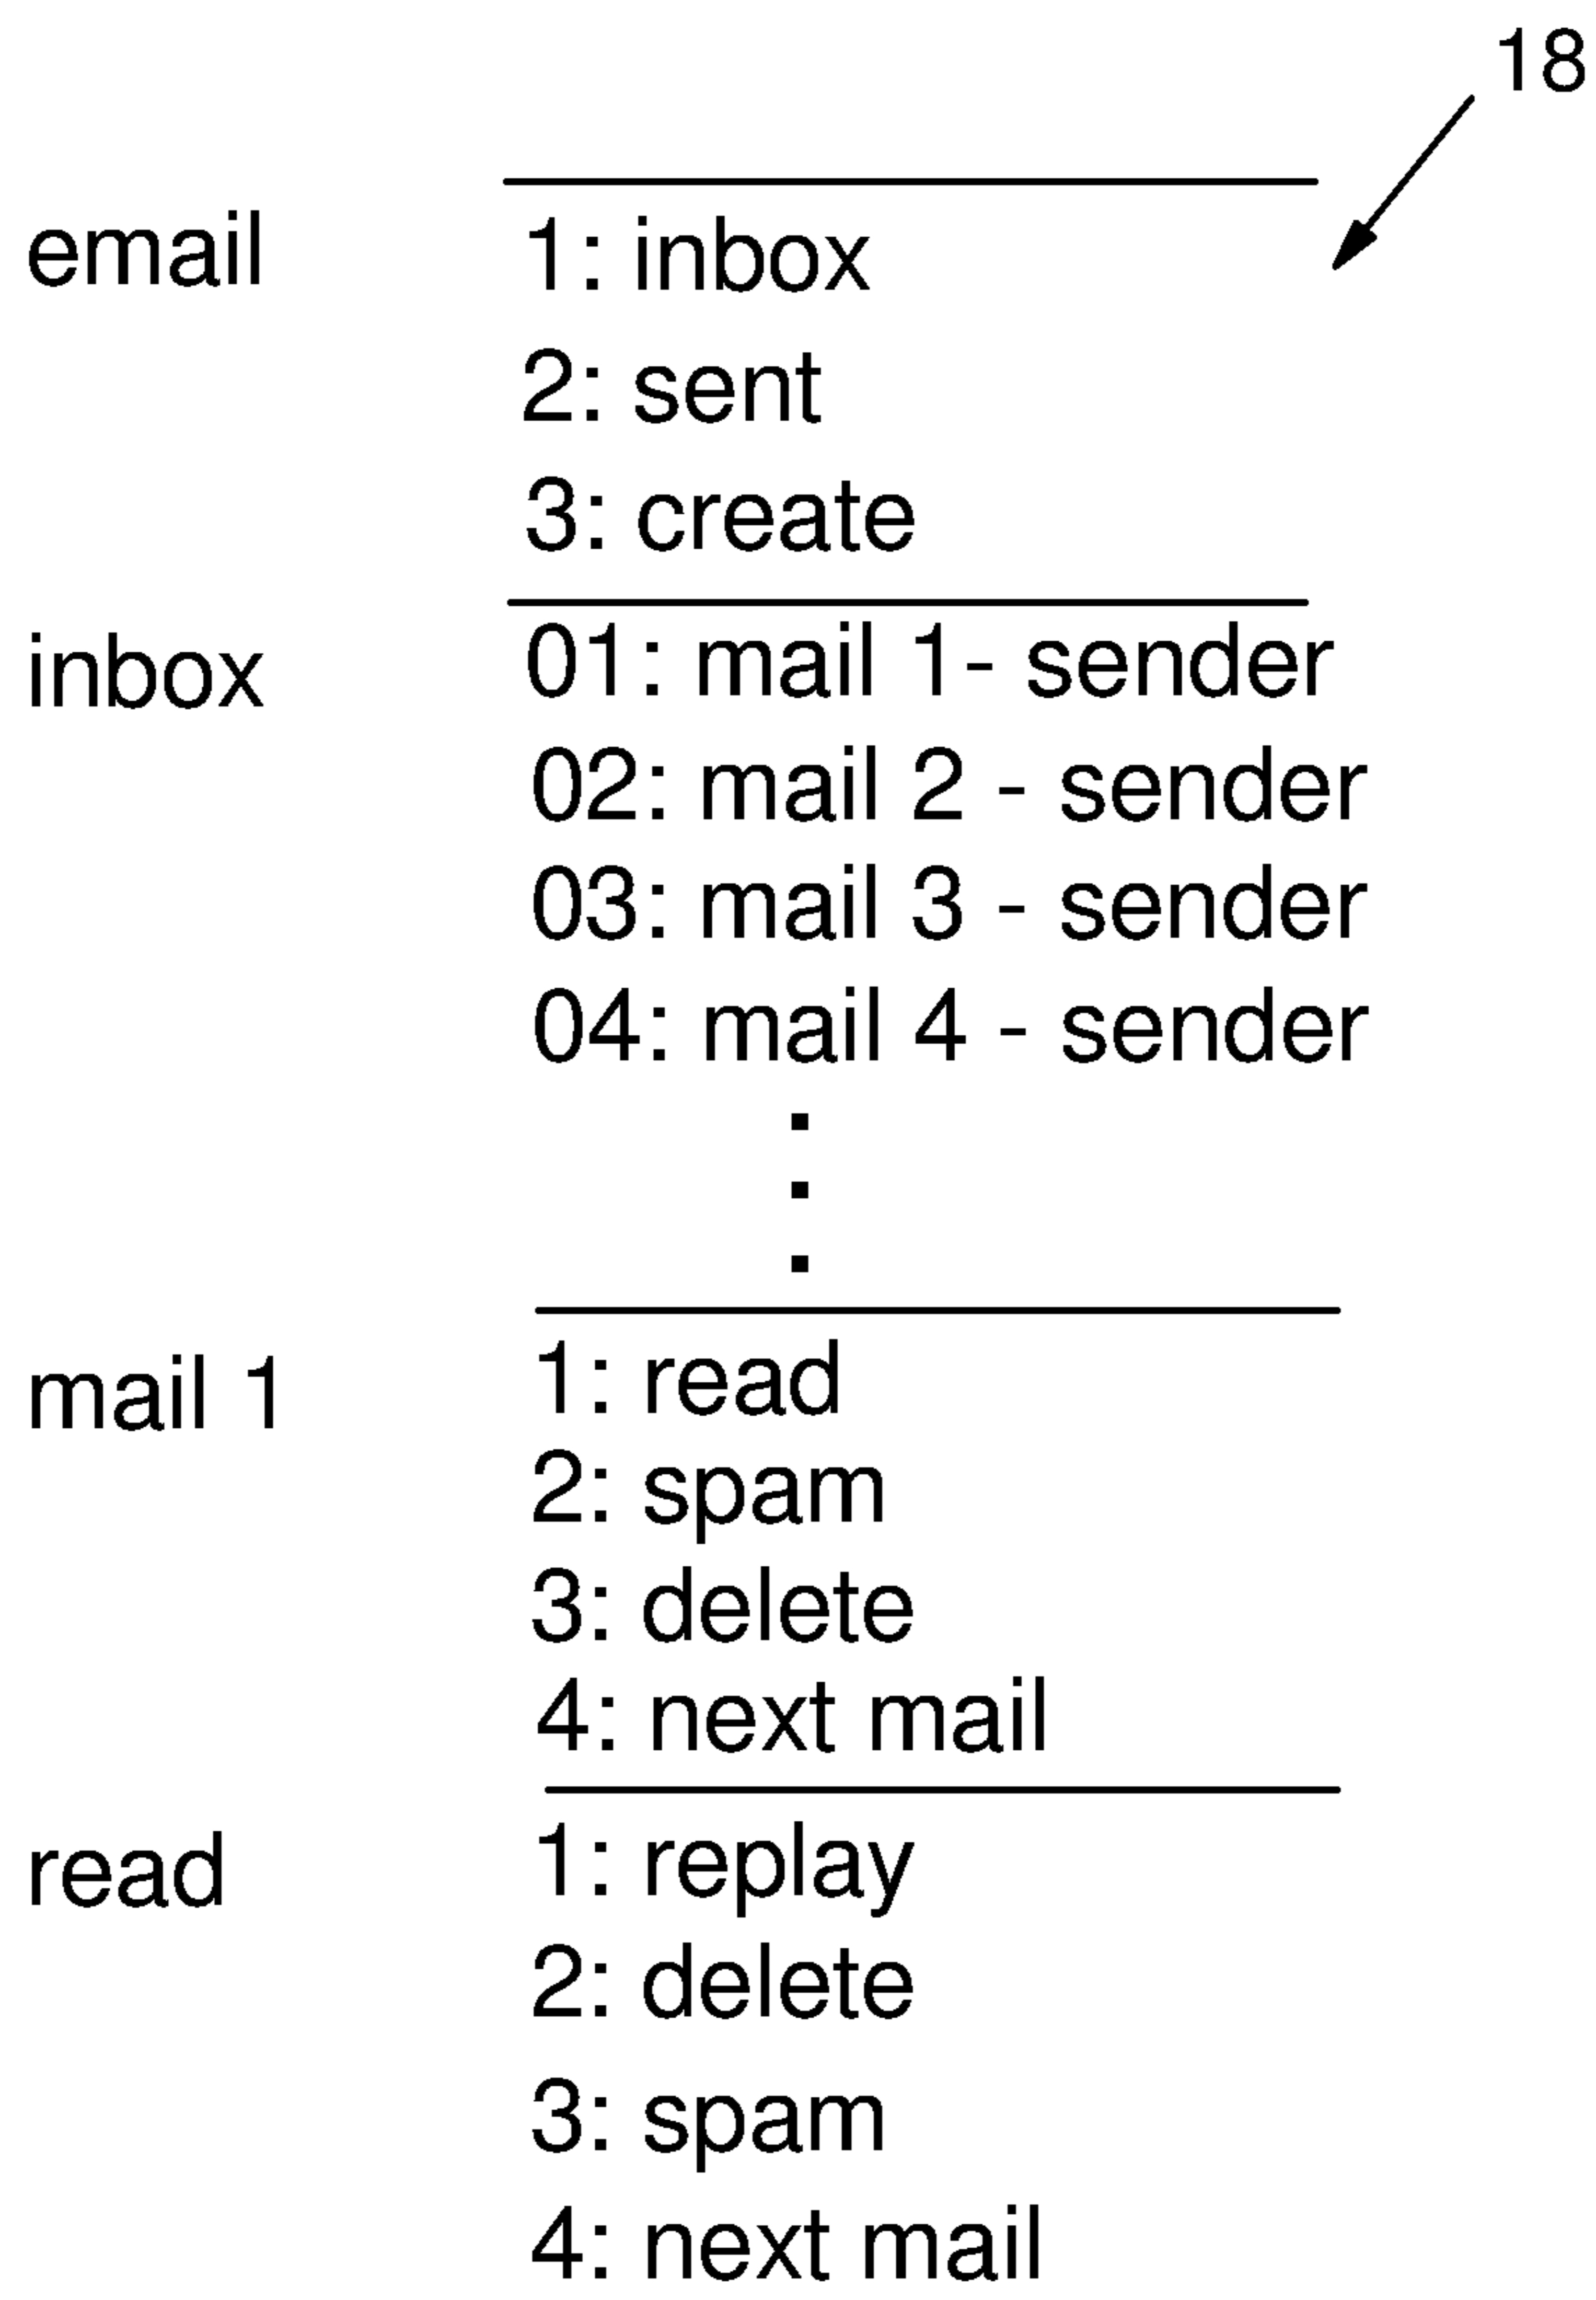 18
email 1: inbox
2: sent
3: create
inbox 01: mail 1- sender
02: mail 2 - sender
03: mail 3 - sender
04: mail 4 - sender
.
.
.
mail 1 1: read
2: spam
3: delete
4: next mail
read 1: replay
2: delete
3: spam
4: next mail